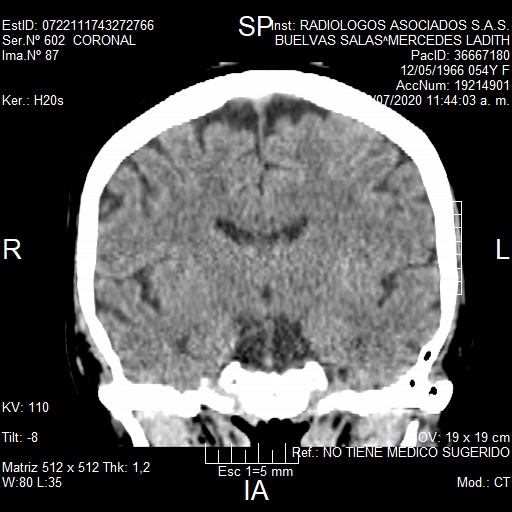 EstID: 0722111743272766
Ser.Nº 602 CORONAL
Ima.Nº 87
Ker.: H20s
SP
Inst: RADIOLOGOS ASOCIADOS S.A.S.
BUELVAS SALAS^MERCEDES LADITH
PacID: 36667180
12/05/1966 054Y F
AccNum: 19214901
/07/2020 11:44:03 a. m.
R
L
KV: 110
Tilt: -8
Matriz 512 x 512 Thk: 1,2
W:80 L:35
Esc 1=5 mm
IA
FOV: 19 x 19 cm
Ref.: NO TIENE MEDICO SUGERIDO
Mod.: CT